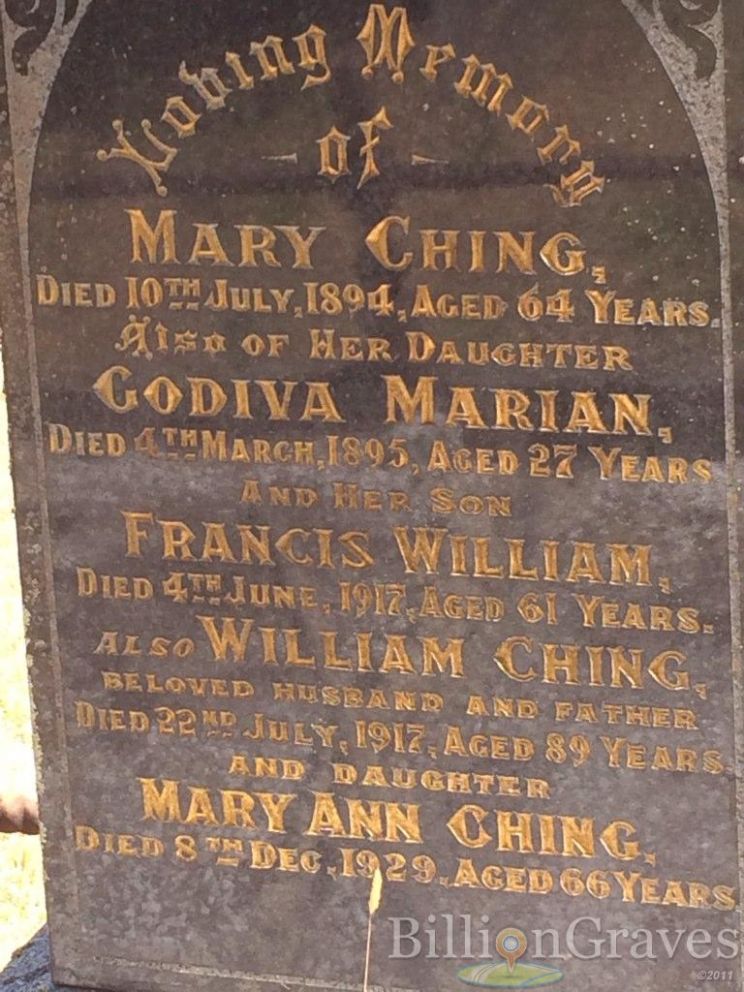 Loving Memory
of
MARY CHING,
DIED 10TH JULY, 1894, AGED 64 YEARS.
ALSO OF HER DAUGHTER
GODIVA MARIAN,
DIED 4TH MARCH, 1895, AGED 27 YEARS
AND HER SON
FRANCIS WILLIAM,
DIED 4TH JUNE, 1917, AGED 61 YEARS.
ALSO WILLIAM CHING,
BELOVED HUSBAND AND FATHER
DIED 22ND JULY, 1917, AGED 89 YEARS
AND DAUGHTER
MARY ANN CHING,
DIED 8TH DEC, 1929, AGED 66 YEARS
BillionGraves
©2011